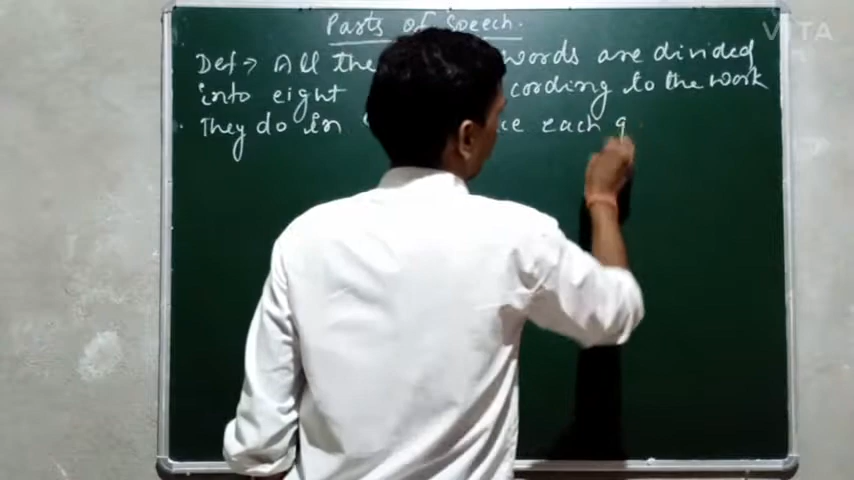 Parts of Speech.
VITA
Def → All the words are divided
into eight cording to the work
They do in each